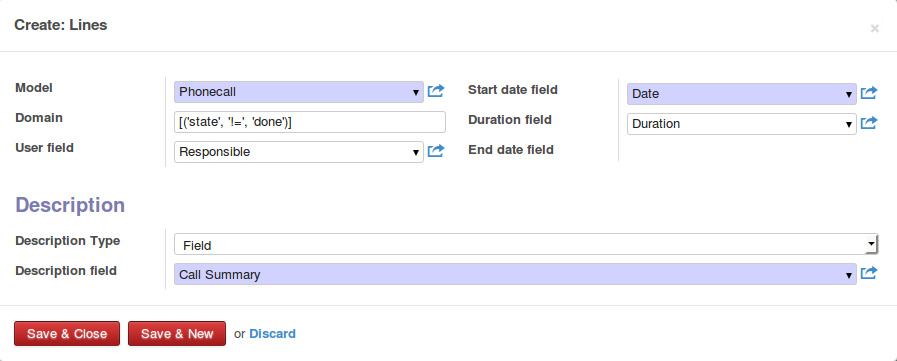 Create: Lines
×
Model
Phonecall
Start date field
Date
Domain
[('state', '!=', 'done')]
Duration field
Duration
User field
Responsible
End date field
Description
Description Type
Field
Description field
Call Summary
Save & Close
Save & New
or Discard